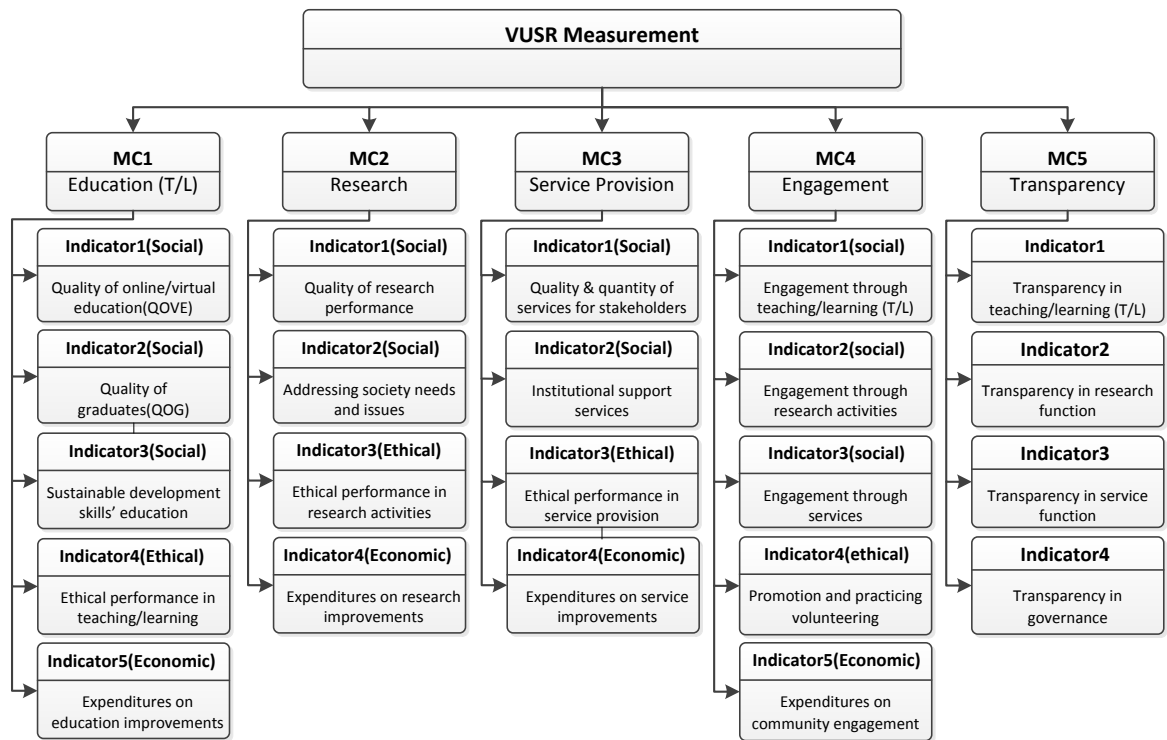 VUSR Measurement
MC1
Education (T/L)
Indicator1(Social)
Quality of online/virtual
education(QOVE)
Indicator2(Social)
Quality of
graduates(QOG)
Indicator3(Social)
Sustainable development
skills’ education
Indicator4(Ethical)
Ethical performance in
teaching/learning
Indicator5(Economic)
Expenditures on
education improvements
MC2
Research
Indicator1(Social)
Quality of research
performance
Indicator2(Social)
Addressing society needs
and issues
Indicator3(Ethical)
Ethical performance in
research activities
Indicator4(Economic)
Expenditures on research
improvements
MC3
Service Provision
Indicator1(Social)
Quality & quantity of
services for stakeholders
Indicator2(Social)
Institutional support
services
Indicator3(Ethical)
Ethical performance in
service provision
Indicator4(Economic)
Expenditures on service
improvements
MC4
Engagement
Indicator1(social)
Engagement through
teaching/learning (T/L)
Indicator2(social)
Engagement through
research activities
Indicator3(social)
Engagement through
services
Indicator4(ethical)
Promotion and practicing
volunteering
Indicator5(Economic)
Expenditures on
community engagement
MC5
Transparency
Indicator1
Transparency in
teaching/learning (T/L)
Indicator2
Transparency in research
function
Indicator3
Transparency in service
function
Indicator4
Transparency in
governance